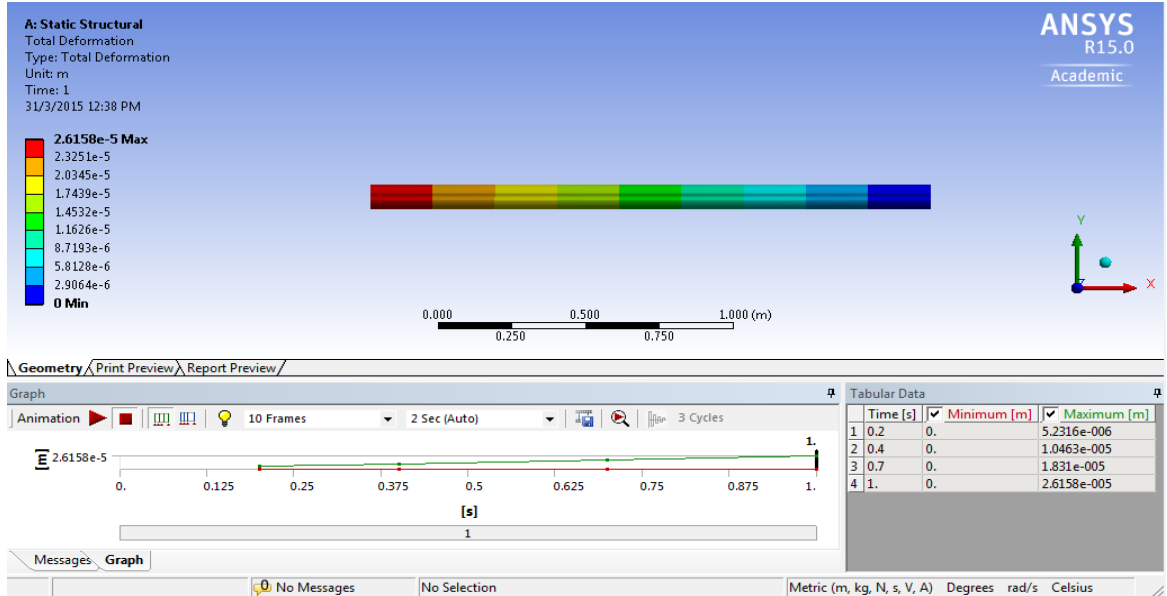 A: Static Structural
Total Deformation
Type: Total Deformation
Unit: m
Time: 1
31/3/2015 12:38 PM
2.6158e-5 Max
2.3251e-5
2.0345e-5
1.7439e-5
1.4532e-5
1.1626e-5
8.7193e-6
5.8128e-6
2.9064e-6
0 Min
ANSYS
R15.0
Academic
Y
Z
X
0.000 0.500 1.000 (m)
0.250 0.750
Geometry Print Preview Report Preview
Graph
Animation 10 Frames 2 Sec (Auto) 3 Cycles
1.
[m] 2.6158e-5
0. 0.125 0.25 0.375 0.5 0.625 0.75 0.875 1.
[s]
1
Messages Graph
Tabular Data
Time [s] Minimum [m] Maximum [m]
1 0.2 0. 5.2316e-006
2 0.4 0. 1.0463e-005
3 0.7 0. 1.831e-005
4 1. 0. 2.6158e-005
0 No Messages No Selection Metric (m, kg, N, s, V, A) Degrees rad/s Celsius